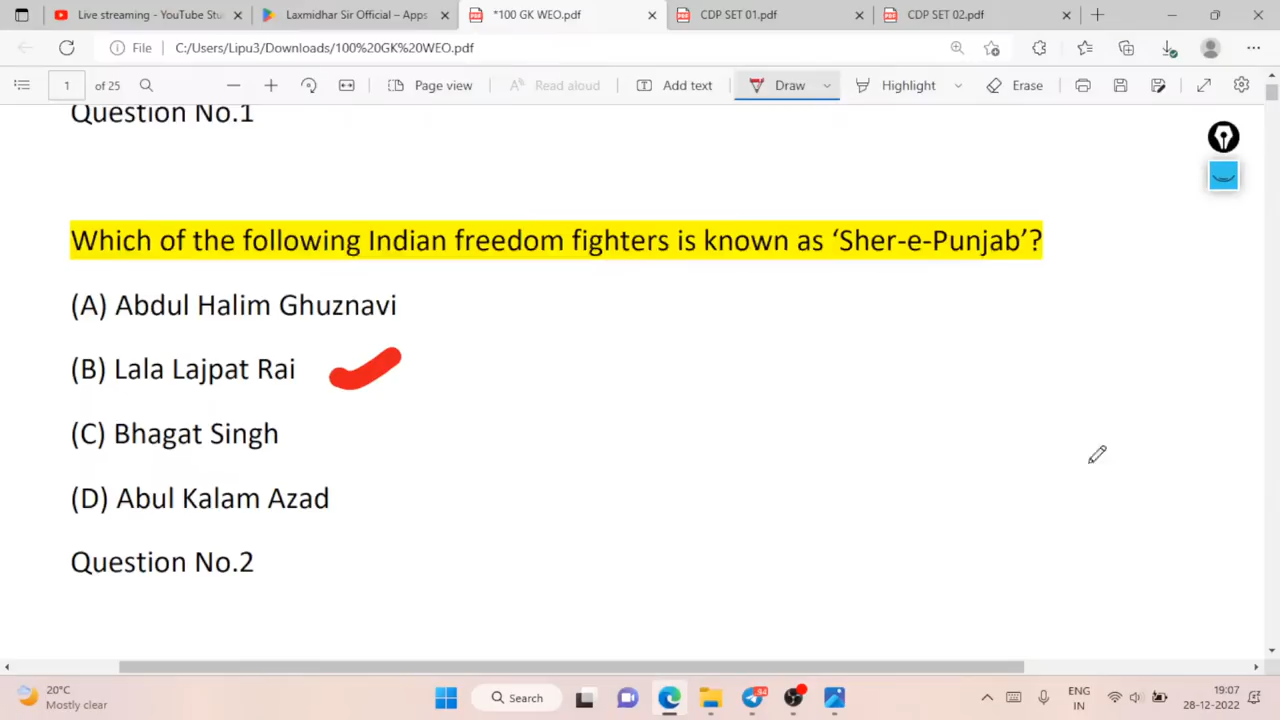 Live streaming - YouTube Stu
Laxmidhar Sir Official – Apps
*100 GK WEO.pdf
CDP SET 01.pdf
CDP SET 02.pdf
File
C:/Users/Lipu3/Downloads/100%20GK%20WEO.pdf
1
of 25
Page view
Read aloud
Add text
Draw
Highlight
Erase
Question No.1
Which of the following Indian freedom fighters is known as ‘Sher-e-Punjab’?
(A) Abdul Halim Ghuznavi
(B) Lala Lajpat Rai
(C) Bhagat Singh
(D) Abul Kalam Azad
Question No.2
20°C
Mostly clear
Search
94
ENG
IN
19:07
28-12-2022